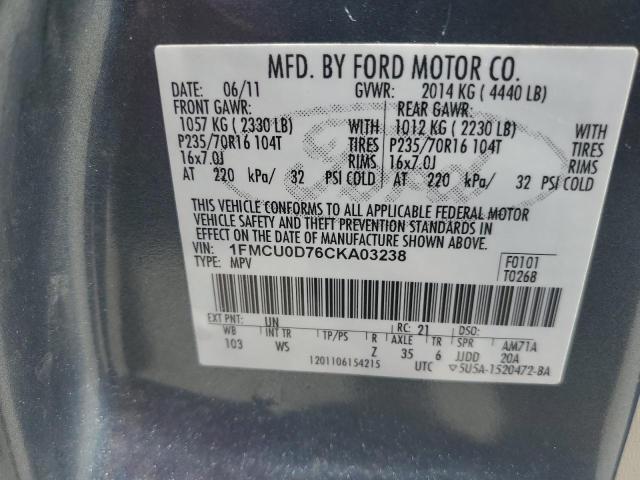 MFD. BY FORD MOTOR CO.
DATE: 06/11 GVWR: 2014 KG ( 4440 LB)
FRONT GAWR: REAR GAWR:
1057 KG ( 2330 LB) WITH 1012 KG ( 2230 LB) WITH
P235/70R16 104T TIRES P235/70R16 104T TIRES
16x7.0J RIMS 16x7.0J RIMS
AT 220 kPa/ 32 PSI COLD AT 220 kPa/ 32 PSI COLD
THIS VEHICLE CONFORMS TO ALL APPLICABLE FEDERAL MOTOR
VEHICLE SAFETY AND THEFT PREVENTION STANDARDS IN
EFFECT ON THE DATE OF MANUFACTURE SHOWN ABOVE.
VIN: 1FMCU0D76CKA03238 F0101
TYPE: MPV T0268
EXT PNT: UN RC: 21 DSO:
WB INT TR TP/PS R AXLE TR SPR AM71A
103 WS Z 35 6 JJDD 20A
1201106154215 UTC 5U5A-1520472-BA